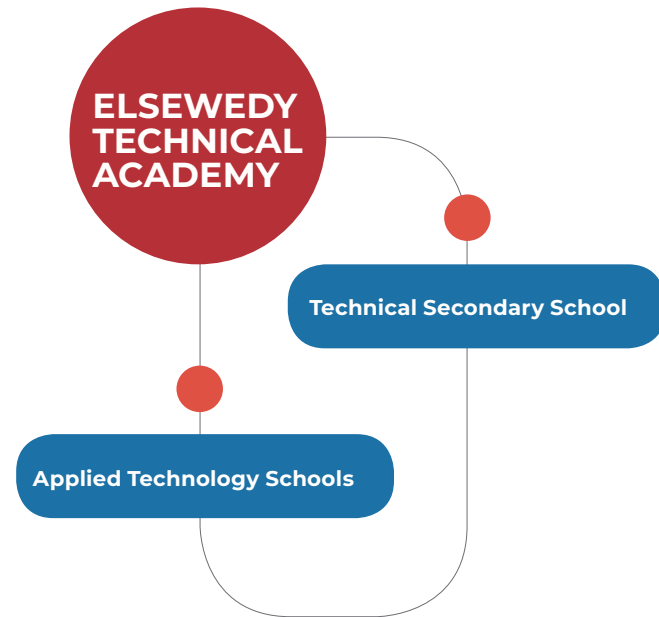 ELSEWEDY
TECHNICAL
ACADEMY
Technical Secondary School
Applied Technology Schools